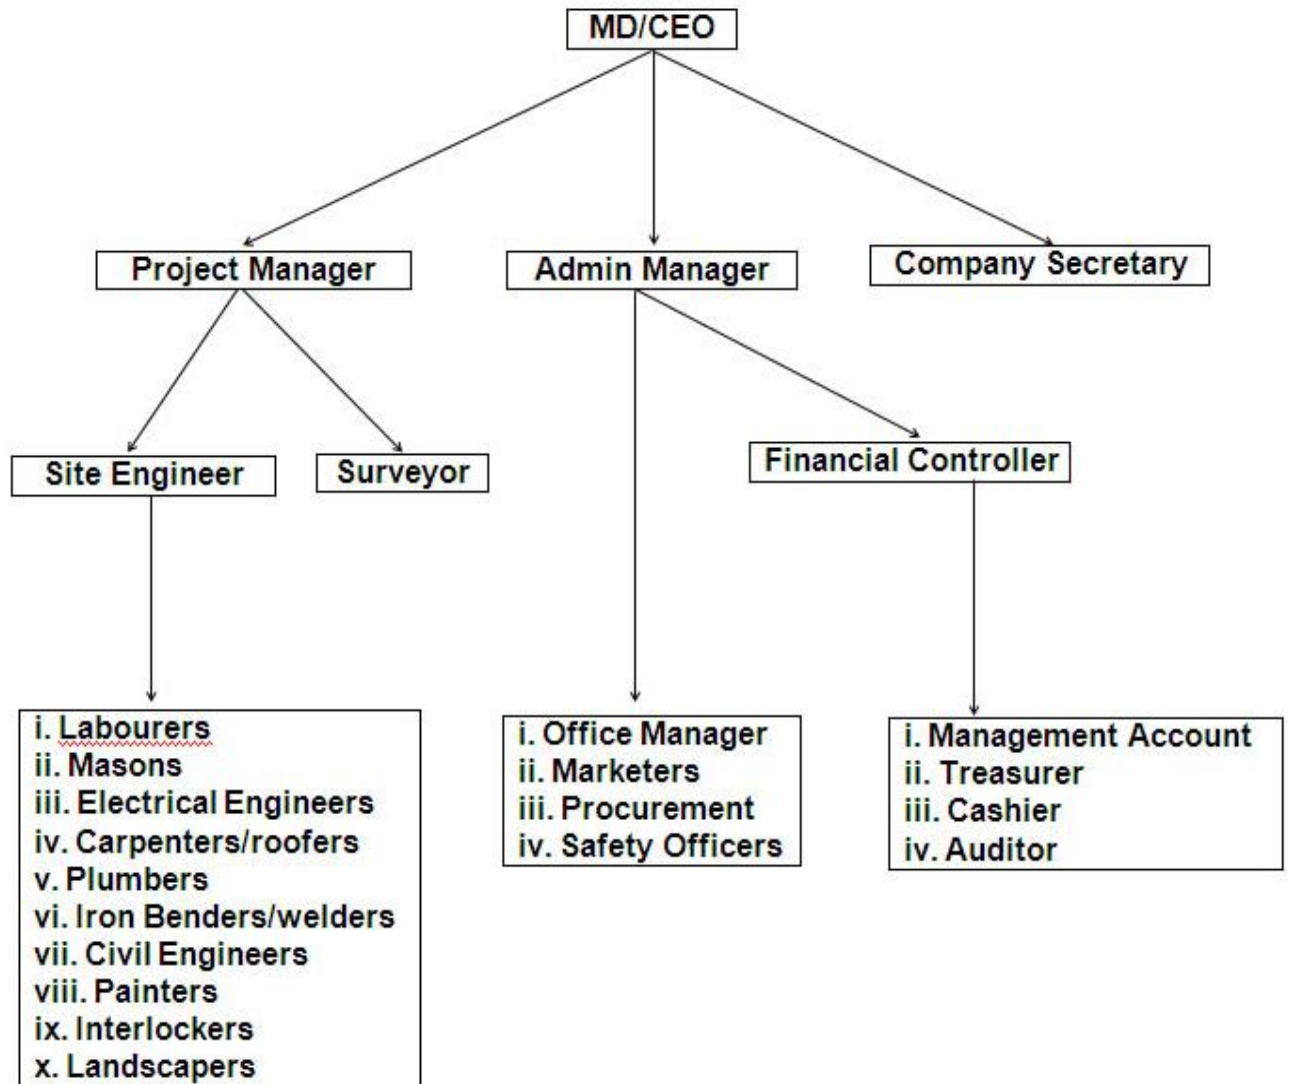 MD/CEO
Project Manager
Admin Manager
Company Secretary
Site Engineer
Surveyor
Financial Controller
i. Labourers
ii. Masons
iii. Electrical Engineers
iv. Carpenters/roofers
v. Plumbers
vi. Iron Benders/welders
vii. Civil Engineers
viii. Painters
ix. Interlockers
x. Landscapers
i. Office Manager
ii. Marketers
iii. Procurement
iv. Safety Officers
i. Management Account
ii. Treasurer
iii. Cashier
iv. Auditor